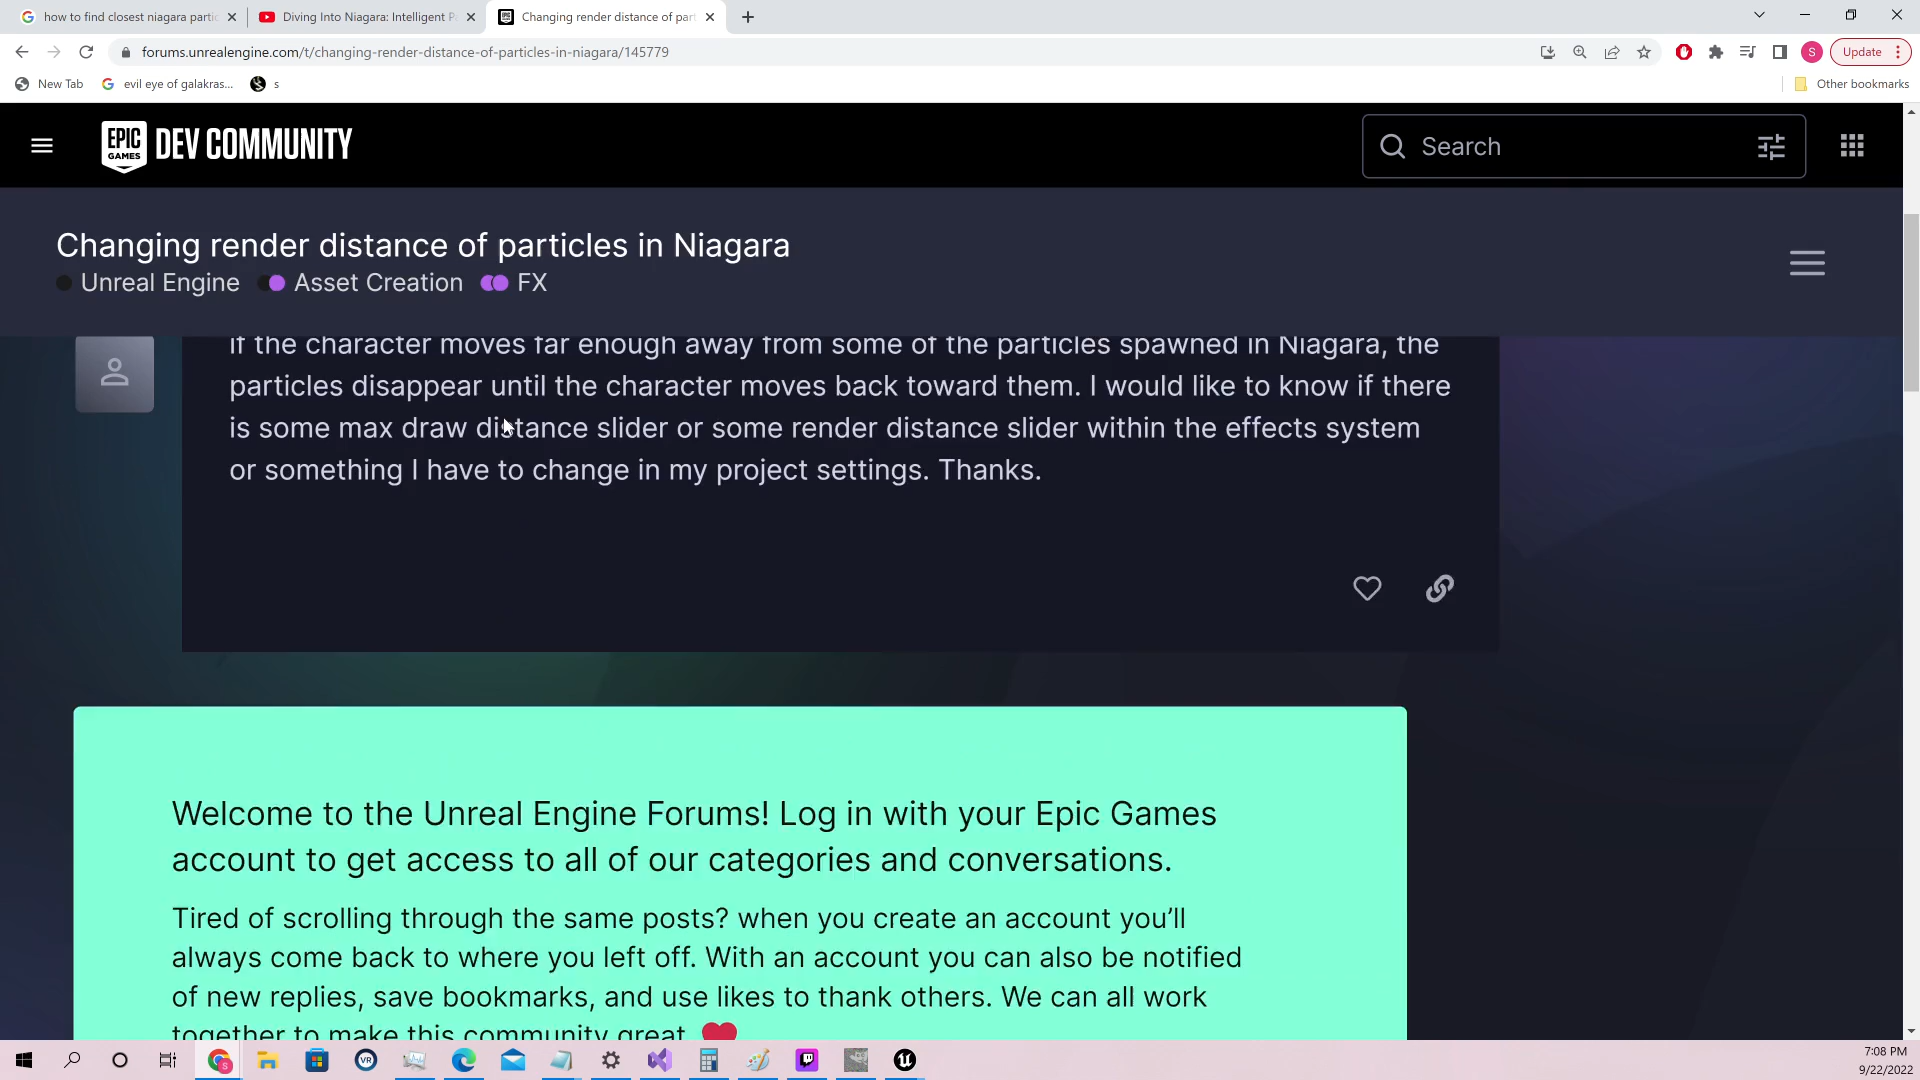 how to find closest niagara partic
Diving Into Niagara: Intelligent P
Changing render distance of part
forums.unrealengine.com/t/changing-render-distance-of-particles-in-niagara/145779
S
Update
New Tab
evil eye of galakras...
s
Other bookmarks
EPIC GAMES DEV COMMUNITY
Search
Changing render distance of particles in Niagara
Unreal Engine
Asset Creation
FX
if the character moves far enough away from some of the particles spawned in Niagara, the
particles disappear until the character moves back toward them. I would like to know if there
is some max draw distance slider or some render distance slider within the effects system
or something I have to change in my project settings. Thanks.
Welcome to the Unreal Engine Forums! Log in with your Epic Games
account to get access to all of our categories and conversations.
Tired of scrolling through the same posts? when you create an account you’ll
always come back to where you left off. With an account you can also be notified
of new replies, save bookmarks, and use likes to thank others. We can all work
together to make this community great.
7:08 PM
9/22/2022